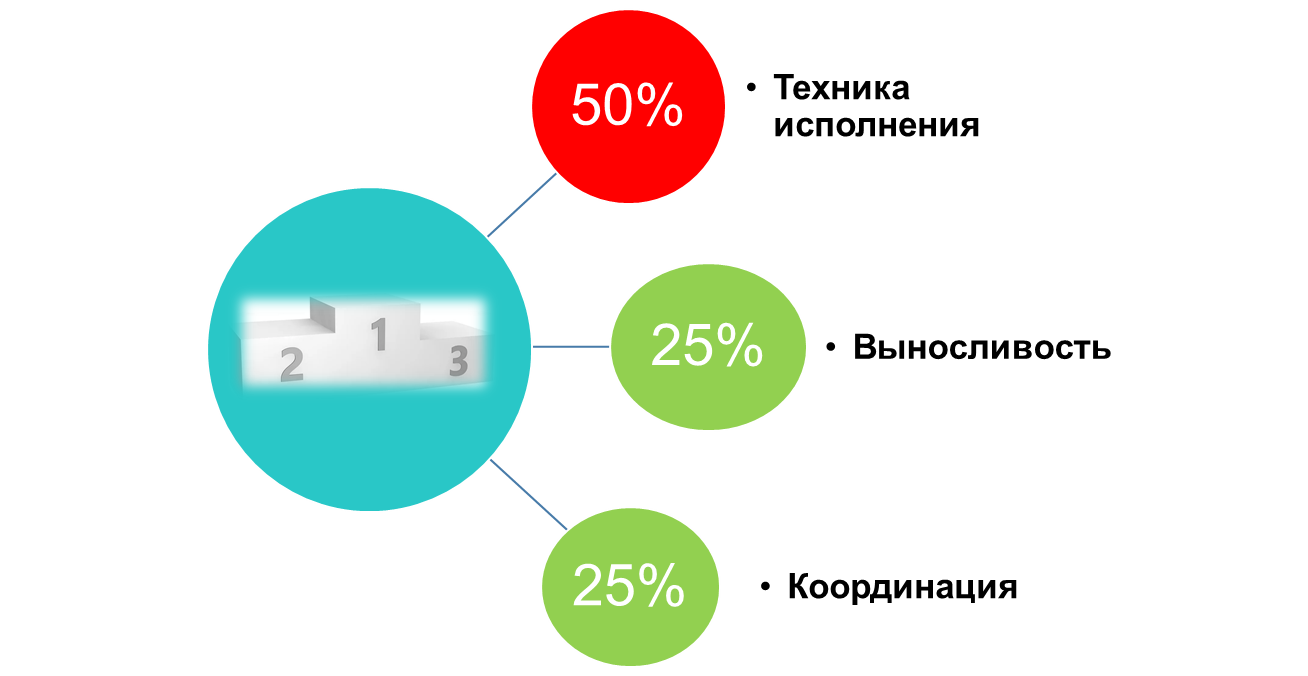 50%
• Техника
исполнения
2
1
3
25%
• Выносливость
25%
• Координация